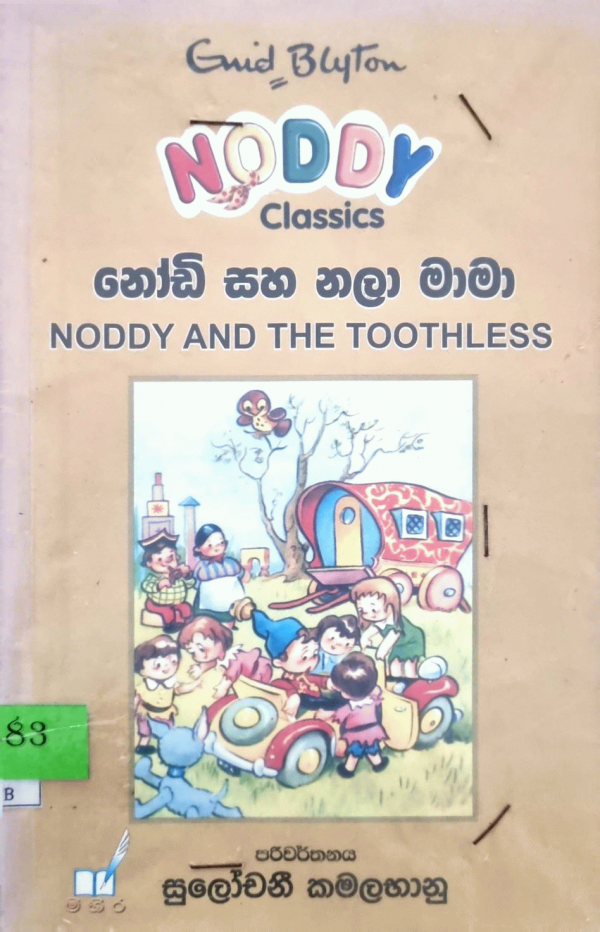 Enid Blyton
NODDY
Classics
නෝඩි සහ නලා මාමා
NODDY AND THE TOOTHLESS
83
B
පරිවර්තනය
සුලෝචනී කමලභානු
මිහිර